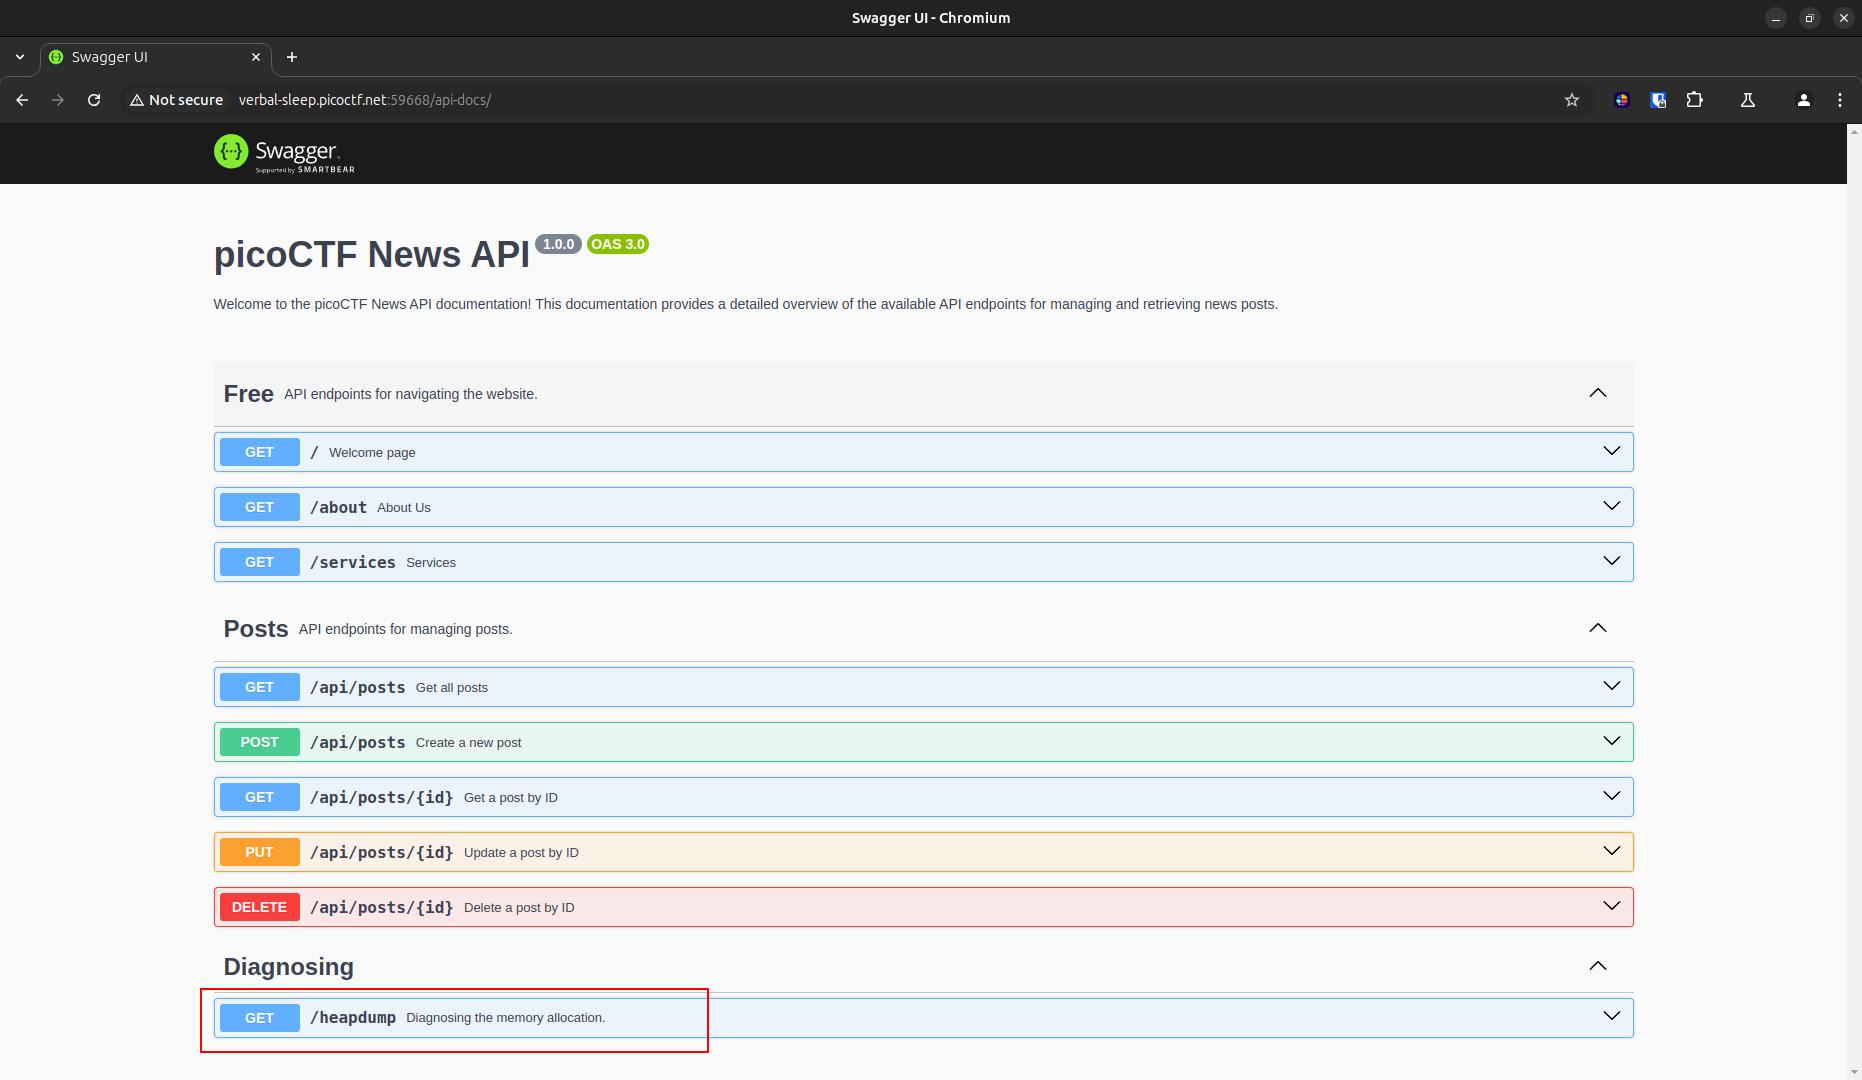 Swagger UI - Chromium
Swagger UI
Not secure verbal-sleep.picoctf.net:59668/api-docs/
Swagger
Supported by SMARTBEAR
picoCTF News API 1.0.0 OAS 3.0
Welcome to the picoCTF News API documentation! This documentation provides a detailed overview of the available API endpoints for managing and retrieving news posts.
Free API endpoints for navigating the website.
GET / Welcome page
GET /about About Us
GET /services Services
Posts API endpoints for managing posts.
GET /api/posts Get all posts
POST /api/posts Create a new post
GET /api/posts/{id} Get a post by ID
PUT /api/posts/{id} Update a post by ID
DELETE /api/posts/{id} Delete a post by ID
Diagnosing
GET /heapdump Diagnosing the memory allocation.